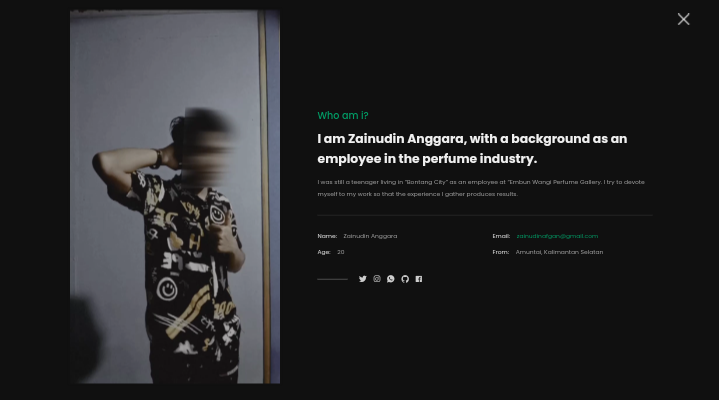 Who am i?
I am Zainudin Anggara, with a background as an
employee in the perfume industry.
I was still a teenager living in "Bontang City" as an employee at "Embun Wangi Perfume Gallery. I try to devote
myself to my work so that the experience I gather produces results.
Name: Zainudin Anggara
Email: zainudinafgan@gmail.com
Age: 20
From: Amuntai, Kalimantan Selatan